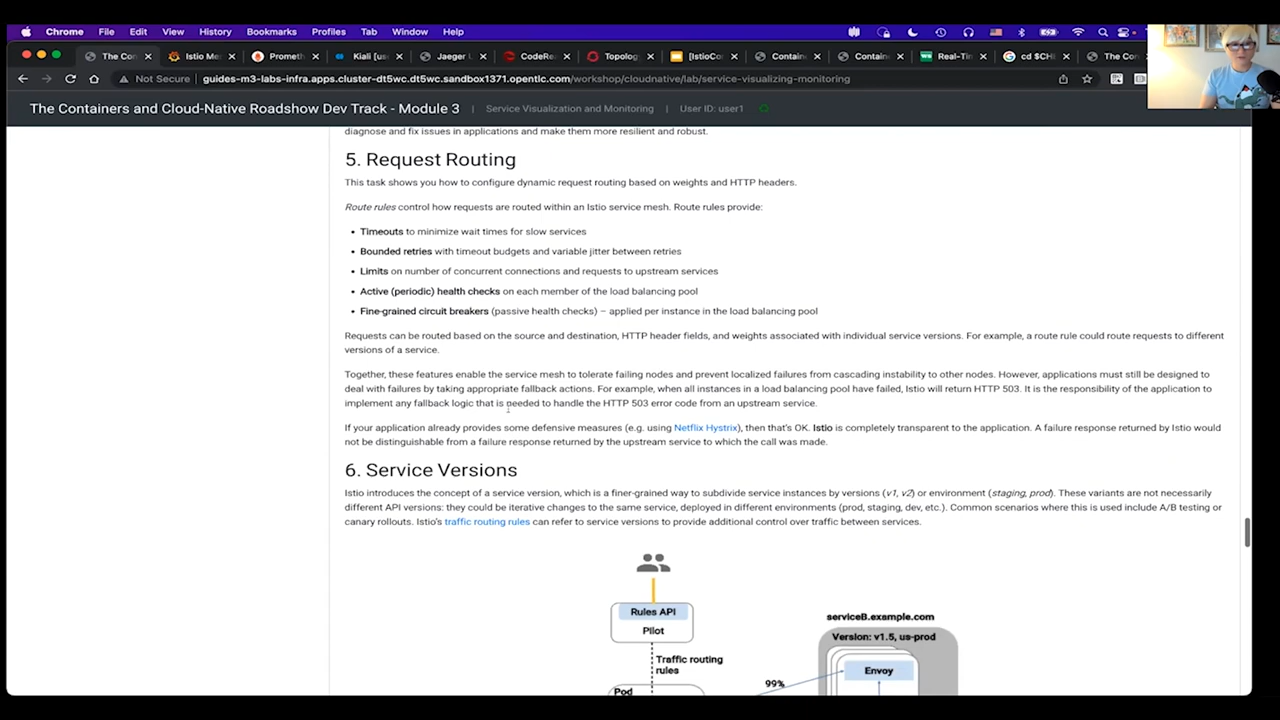 Chrome File Edit View History Bookmarks Profiles Tab Window Help
The Con Istio Me Prometh Kiali [us Jaeger CodeRe Topolog [IstioCo Contain Contain Real-Tim cd $CH The Con
Not Secure guides-m3-labs-infra.apps.cluster-dt5wc.dt5wc.sandbox1371.opentlc.com/workshop/cloudnative/lab/service-visualizing-monitoring
The Containers and Cloud-Native Roadshow Dev Track - Module 3 | Service Visualization and Monitoring | User ID: user1
diagnose and fix issues in applications and make them more resilient and robust.
5. Request Routing
This task shows you how to configure dynamic request routing based on weights and HTTP headers.
Route rules control how requests are routed within an Istio service mesh. Route rules provide:
• Timeouts to minimize wait times for slow services
• Bounded retries with timeout budgets and variable jitter between retries
• Limits on number of concurrent connections and requests to upstream services
• Active (periodic) health checks on each member of the load balancing pool
• Fine-grained circuit breakers (passive health checks) – applied per instance in the load balancing pool
Requests can be routed based on the source and destination, HTTP header fields, and weights associated with individual service versions. For example, a route rule could route requests to different
versions of a service.
Together, these features enable the service mesh to tolerate failing nodes and prevent localized failures from cascading instability to other nodes. However, applications must still be designed to
deal with failures by taking appropriate fallback actions. For example, when all instances in a load balancing pool have failed, Istio will return HTTP 503. It is the responsibility of the application to
implement any fallback logic that is needed to handle the HTTP 503 error code from an upstream service.
If your application already provides some defensive measures (e.g. using Netflix Hystrix), then that's OK. Istio is completely transparent to the application. A failure response returned by Istio would
not be distinguishable from a failure response returned by the upstream service to which the call was made.
6. Service Versions
Istio introduces the concept of a service version, which is a finer-grained way to subdivide service instances by versions (v1, v2) or environment (staging, prod). These variants are not necessarily
different API versions: they could be iterative changes to the same service, deployed in different environments (prod, staging, dev, etc.). Common scenarios where this is used include A/B testing or
canary rollouts. Istio's traffic routing rules can refer to service versions to provide additional control over traffic between services.
Rules API
Pilot
Traffic routing
rules
Pod
99%
serviceB.example.com
Version: v1.5, us-prod
Envoy